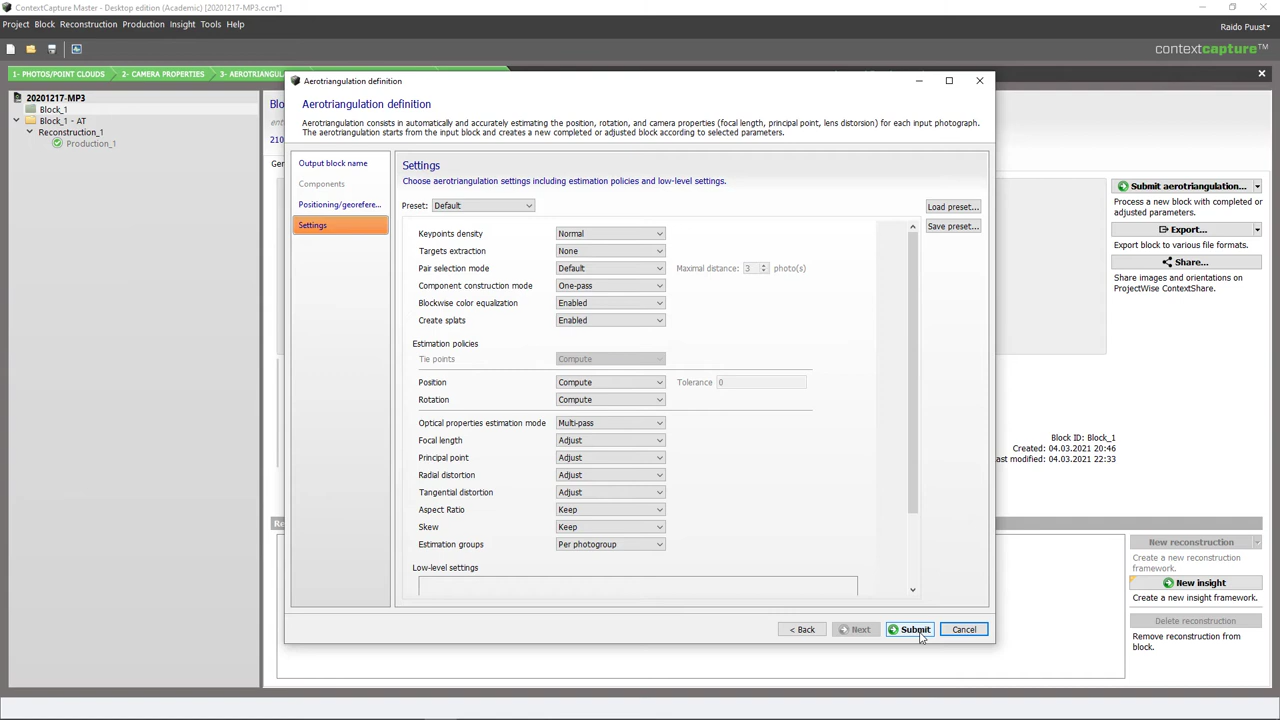 ContextCapture Master - Desktop edition (Academic) [20201217-MP3.ccm*]
Project Block Reconstruction Production Insight Tools Help
Raido Puust
contextcapture™
1- PHOTOS/POINT CLOUDS 2- CAMERA PROPERTIES
20201217-MP3
Block_1
Block_1 - AT
Reconstruction_1
Production_1
Aerotriangulation definition
Aerotriangulation definition
Aerotriangulation consists in automatically and accurately estimating the position, rotation, and camera properties (focal length, principal point, lens distorsion) for each input photograph.
The aerotriangulation starts from the input block and creates a new completed or adjusted block according to selected parameters.
Output block name
Components
Positioning/georefere...
Settings
Settings
Choose aerotriangulation settings including estimation policies and low-level settings.
Preset: Default
Load preset...
Save preset...
Keypoints density Normal
Targets extraction None
Pair selection mode Default Maximal distance: 3 photo(s)
Component construction mode One-pass
Blockwise color equalization Enabled
Create splats Enabled
Estimation policies
Tie points Compute
Position Compute Tolerance 0
Rotation Compute
Optical properties estimation mode Multi-pass
Focal length Adjust
Principal point Adjust
Radial distortion Adjust
Tangential distortion Adjust
Aspect Ratio Keep
Skew Keep
Estimation groups Per photogroup
Low-level settings
< Back Next Submit Cancel
Submit aerotriangulation...
Process a new block with completed or
adjusted parameters.
Export...
Export block to various file formats.
Share...
Share images and orientations on
ProjectWise ContextShare.
Block ID: Block_1
Created: 04.03.2021 20:46
ast modified: 04.03.2021 22:33
New reconstruction
Create a new reconstruction
framework.
New insight
Create a new insight framework.
Delete reconstruction
Remove reconstruction from
block.